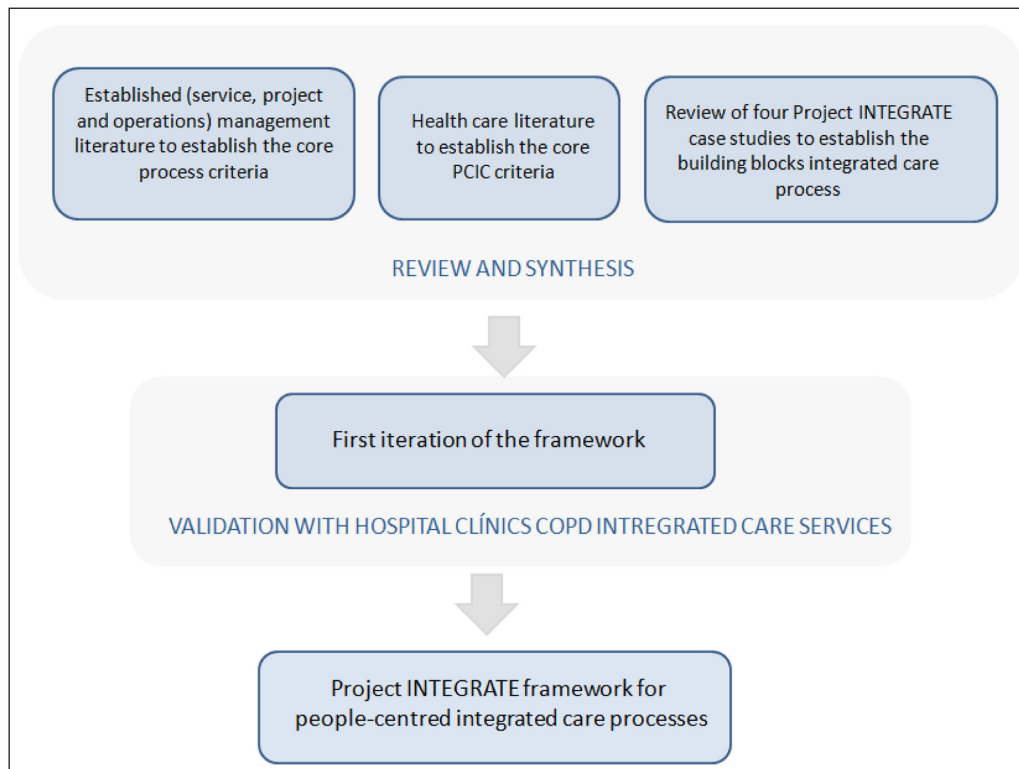 Established (service, project
and operations) management
literature to establish the core
process criteria
Health care literature
to establish the core
PCIC criteria
Review of four Project INTEGRATE
case studies to establish the
building blocks integrated care
process
REVIEW AND SYNTHESIS
First iteration of the framework
VALIDATION WITH HOSPITAL CLÍNICS COPD INTREGRATED CARE SERVICES
Project INTEGRATE framework for
people-centred integrated care processes